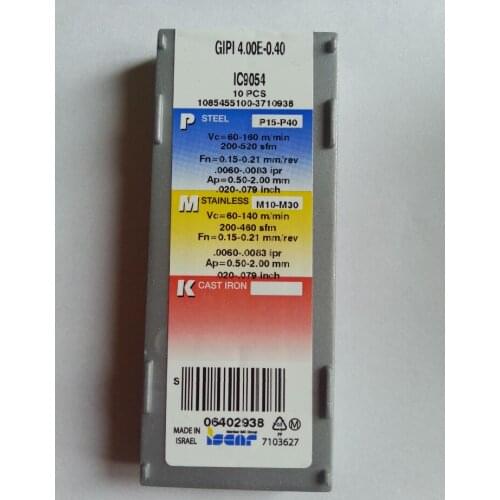 GIPI 4.00E-0.40
IC9054
10 PCS
1085455100-3710938
P STEEL P15-P40
Vc=60-160 m/min
200-520 sfm
Fn=0.15-0.21 mm/rev
.0060-.0083 ipr
Ap=0.50-2.00 mm
.020-.079 inch
M STAINLESS M10-M30
Vc=60-140 m/min
200-460 sfm
Fn=0.15-0.21 mm/rev
.0060-.0083 ipr
Ap=0.50-2.00 mm
.020-.079 inch
K CAST IRON
S
06402938
MADE IN
ISRAEL
Member IMC Group
iscar
PP
M
7103627